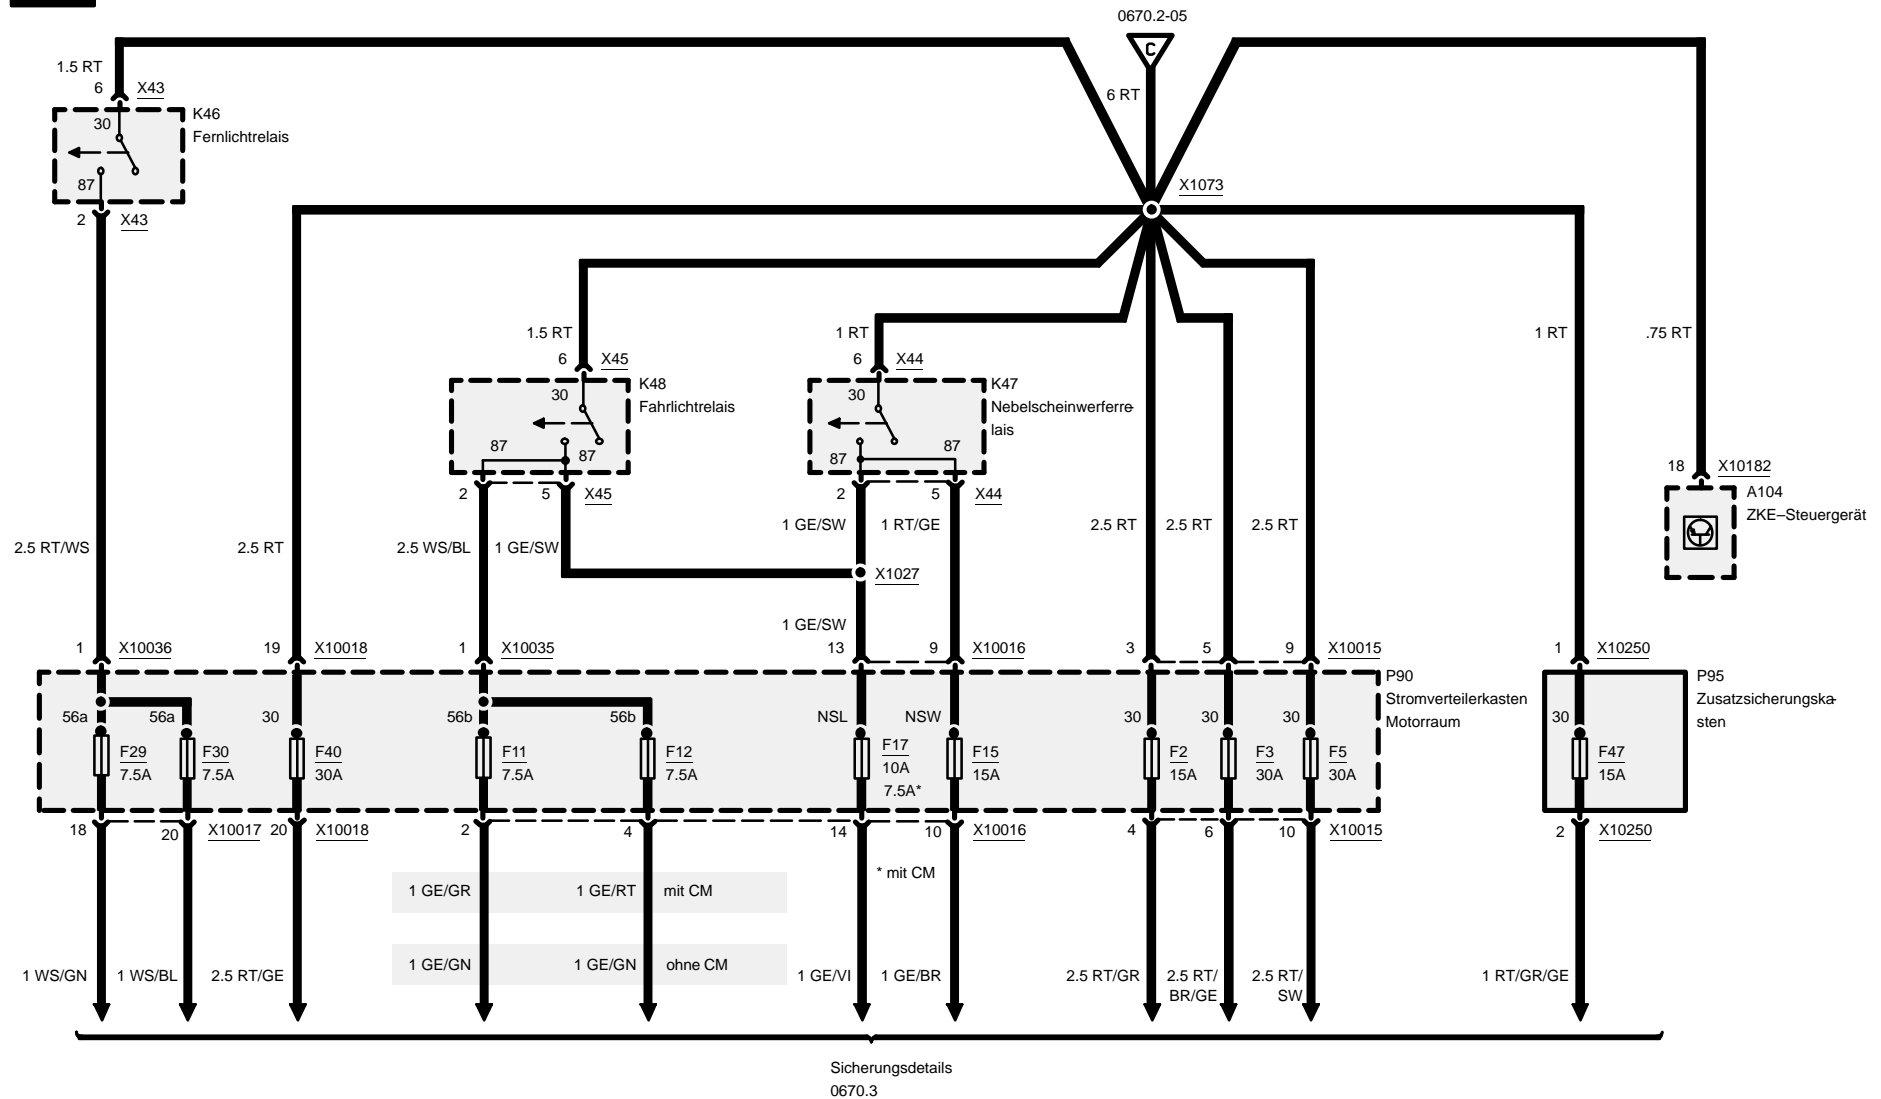 0670.2-05
C
1.5 RT
6 X43
6 RT
K46
Fernlichtrelais
30
87
2 X43
X1073
1.5 RT
1 RT
1 RT
.75 RT
6 X45
6 X44
K48
Fahrlichtrelais
30
87
87
K47
Nebelscheinwerferre-
lais
30
87
87
2 5 X45
2 5 X44
18 X10182
A104
ZKE–Steuergerät
1 GE/SW 1 RT/GE
2.5 RT 2.5 RT 2.5 RT
2.5 RT/WS
2.5 RT
2.5 WS/BL 1 GE/SW
X1027
1 GE/SW
1 X10036
19 X10018
1 X10035
13 9 X10016
3 5 9 X10015
1 X10250
P90
Stromverteilerkasten
Motorraum
P95
Zusatzsicherungska-
sten
56a 56a 30 56b 56b NSL NSW 30 30 30 30
F29
7.5A
F30
7.5A
F40
30A
F11
7.5A
F12
7.5A
F17
10A
7.5A*
F15
15A
F2
15A
F3
30A
F5
30A
F47
15A
18 20 X10017
20 X10018
2 4 14 10 X10016
4 6 10 X10015
2 X10250
* mit CM
1 GE/GR 1 GE/RT mit CM
1 GE/GN 1 GE/GN ohne CM
1 WS/GN 1 WS/BL 2.5 RT/GE
1 GE/VI 1 GE/BR
2.5 RT/GR
2.5 RT/
BR/GE
2.5 RT/
SW
1 RT/GR/GE
Sicherungsdetails
0670.3